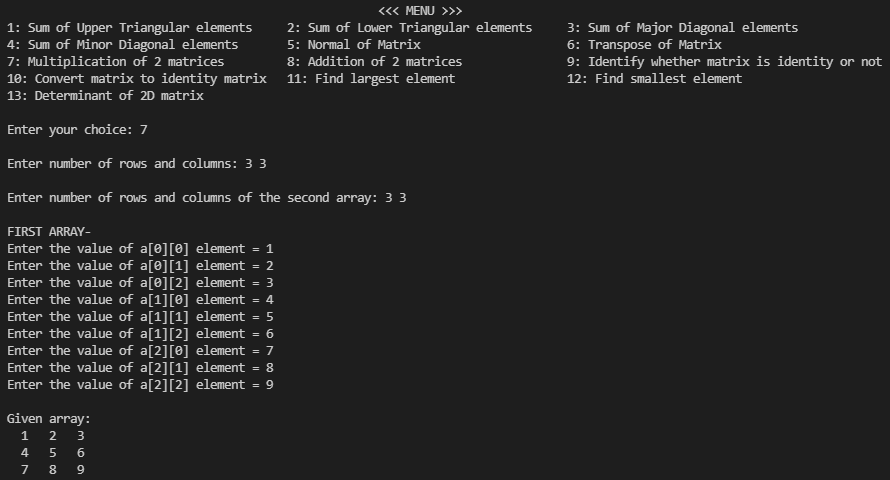 <<< MENU >>>
1: Sum of Upper Triangular elements 2: Sum of Lower Triangular elements 3: Sum of Major Diagonal elements
4: Sum of Minor Diagonal elements 5: Normal of Matrix 6: Transpose of Matrix
7: Multiplication of 2 matrices 8: Addition of 2 matrices 9: Identify whether matrix is identity or not
10: Convert matrix to identity matrix 11: Find largest element 12: Find smallest element
13: Determinant of 2D matrix
Enter your choice: 7
Enter number of rows and columns: 3 3
Enter number of rows and columns of the second array: 3 3
FIRST ARRAY-
Enter the value of a[0][0] element = 1
Enter the value of a[0][1] element = 2
Enter the value of a[0][2] element = 3
Enter the value of a[1][0] element = 4
Enter the value of a[1][1] element = 5
Enter the value of a[1][2] element = 6
Enter the value of a[2][0] element = 7
Enter the value of a[2][1] element = 8
Enter the value of a[2][2] element = 9
Given array:
1 2 3
4 5 6
7 8 9